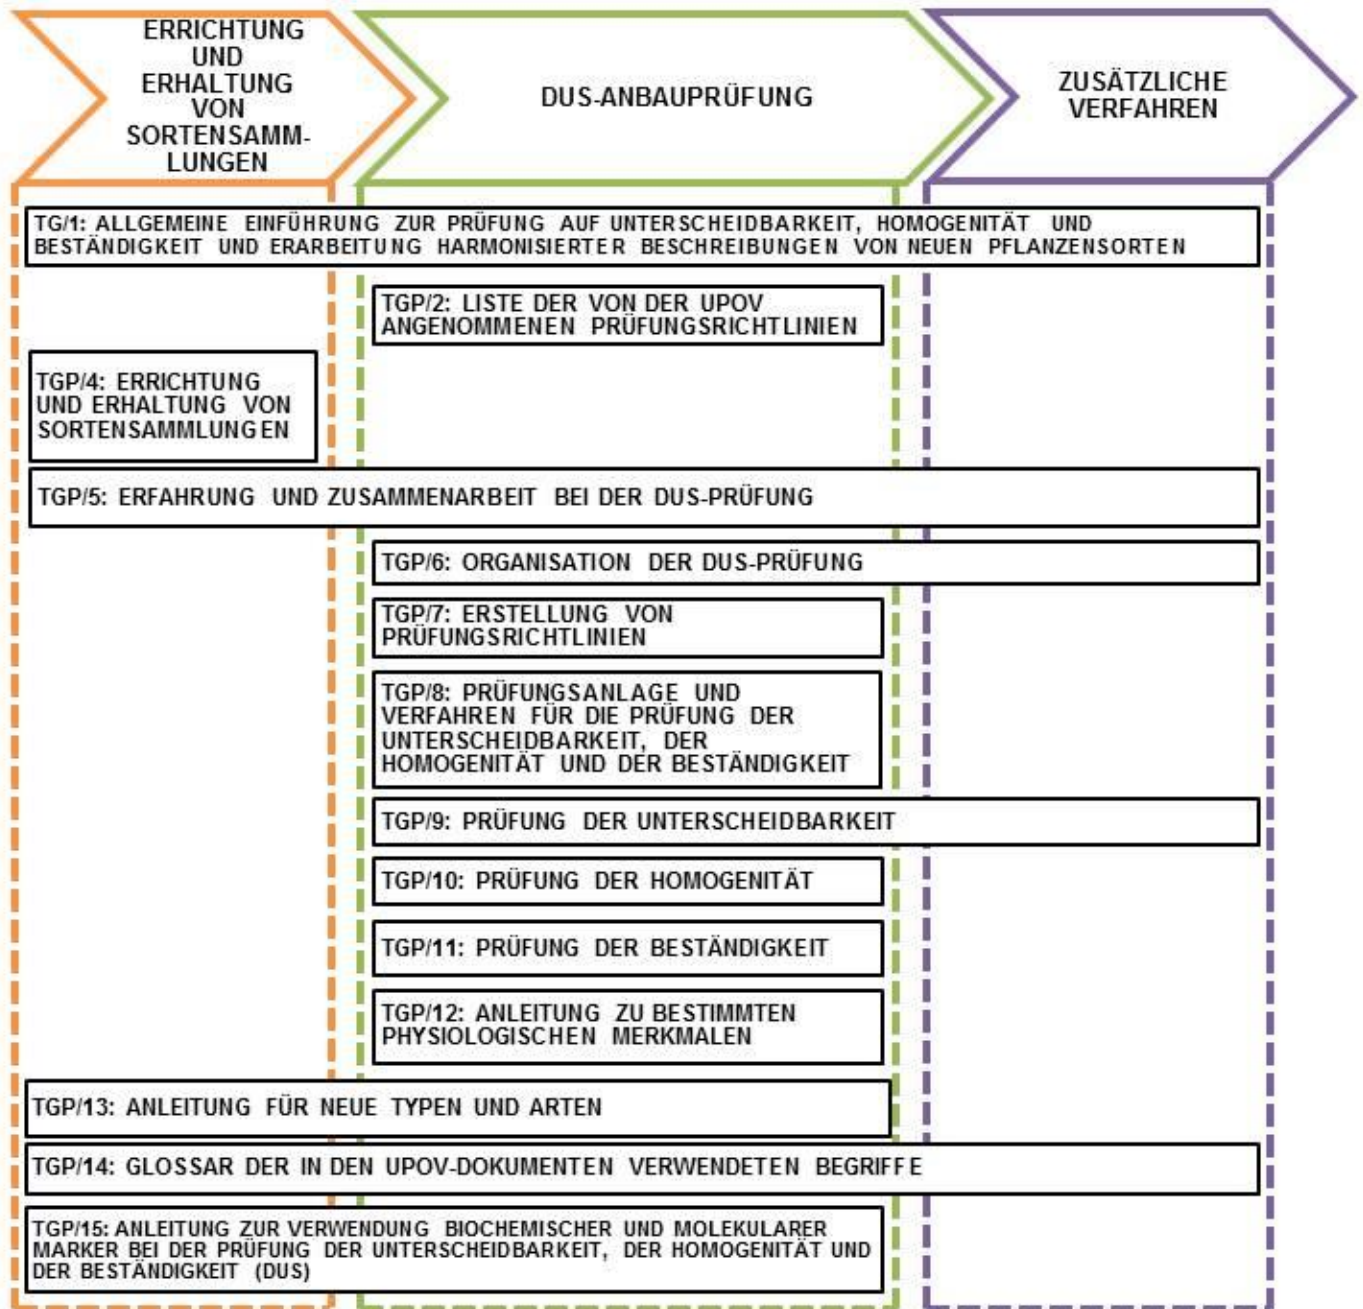 ERRICHTUNG
UND
ERHALTUNG
VON
SORTENSAMM-
LUNGEN
DUS-ANBAUPRÜFUNG
ZUSÄTZLICHE
VERFAHREN
TG/1: ALLGEMEINE EINFÜHRUNG ZUR PRÜFUNG AUF UNTERSCHEIDBARKEIT, HOMOGENITÄT UND
BESTÄNDIGKEIT UND ERARBEITUNG HARMONISIERTER BESCHREIBUNGEN VON NEUEN PFLANZENSORTEN
TGP/2: LISTE DER VON DER UPOV
ANGENOMMENEN PRÜFUNGSRICHTLINIEN
TGP/4: ERRICHTUNG
UND ERHALTUNG VON
SORTENSAMMLUNGEN
TGP/5: ERFAHRUNG UND ZUSAMMENARBEIT BEI DER DUS-PRÜFUNG
TGP/6: ORGANISATION DER DUS-PRÜFUNG
TGP/7: ERSTELLUNG VON
PRÜFUNGSRICHTLINIEN
TGP/8: PRÜFUNGSANLAGE UND
VERFAHREN FÜR DIE PRÜFUNG DER
UNTERSCHEIDBARKEIT, DER
HOMOGENITÄT UND DER BESTÄNDIGKEIT
TGP/9: PRÜFUNG DER UNTERSCHEIDBARKEIT
TGP/10: PRÜFUNG DER HOMOGENITÄT
TGP/11: PRÜFUNG DER BESTÄNDIGKEIT
TGP/12: ANLEITUNG ZU BESTIMMTEN
PHYSIOLOGISCHEN MERKMALEN
TGP/13: ANLEITUNG FÜR NEUE TYPEN UND ARTEN
TGP/14: GLOSSAR DER IN DEN UPOV-DOKUMENTEN VERWENDETEN BEGRIFFE
TGP/15: ANLEITUNG ZUR VERWENDUNG BIOCHEMISCHER UND MOLEKULARER
MARKER BEI DER PRÜFUNG DER UNTERSCHEIDBARKEIT, DER HOMOGENITÄT UND
DER BESTÄNDIGKEIT (DUS)